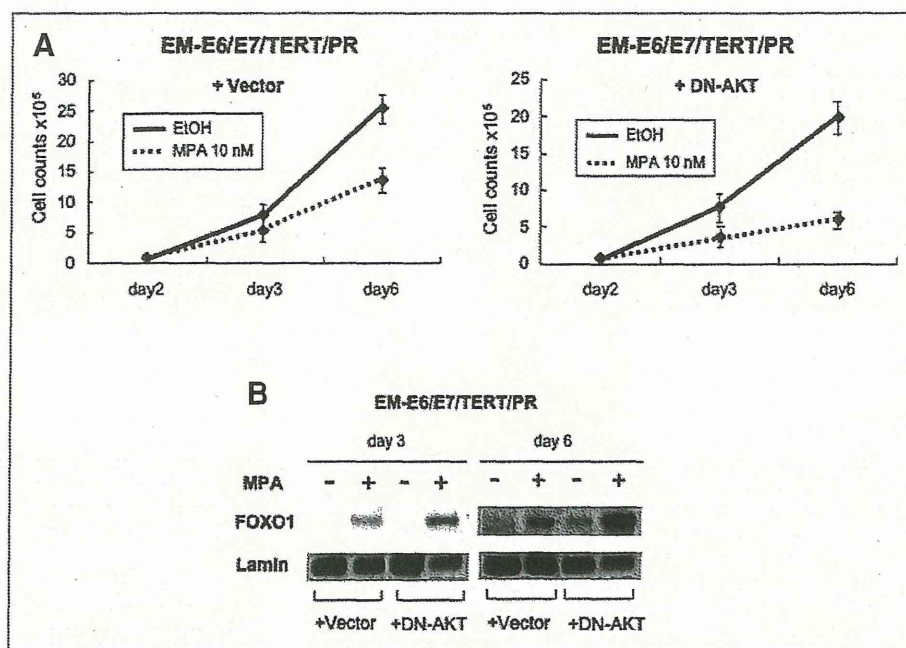 A
EM-E6/E7/TERT/PR
+ Vector
Cell counts x10⁵
30
25
20
15
10
5
0
EtOH
MPA 10 nM
day2 day3 day6
EM-E6/E7/TERT/PR
+ DN-AKT
Cell counts x10⁵
25
20
15
10
5
0
EtOH
MPA 10 nM
day2 day3 day6
B
EM-E6/E7/TERT/PR
day 3 day 6
MPA - + - + - + - +
FOXO1
Lamin
+Vector +DN-AKT +Vector +DN-AKT